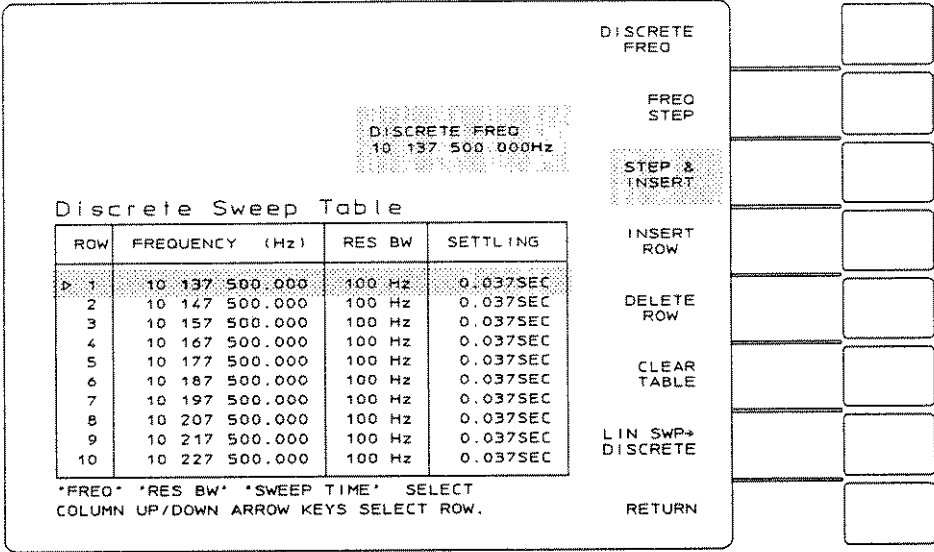 DISCRETE FREQ
10 137 500.000Hz
Discrete Sweep Table
ROW FREQUENCY (Hz) RES BW SETTLING
▷ 1 10 137 500.000 100 Hz 0.037SEC
2 10 147 500.000 100 Hz 0.037SEC
3 10 157 500.000 100 Hz 0.037SEC
4 10 167 500.000 100 Hz 0.037SEC
5 10 177 500.000 100 Hz 0.037SEC
6 10 187 500.000 100 Hz 0.037SEC
7 10 197 500.000 100 Hz 0.037SEC
8 10 207 500.000 100 Hz 0.037SEC
9 10 217 500.000 100 Hz 0.037SEC
10 10 227 500.000 100 Hz 0.037SEC
"FREQ" "RES BW" "SWEEP TIME" SELECT
COLUMN UP/DOWN ARROW KEYS SELECT ROW.
DISCRETE
FREQ
FREQ
STEP
STEP &
INSERT
INSERT
ROW
DELETE
ROW
CLEAR
TABLE
LIN SWP→
DISCRETE
RETURN